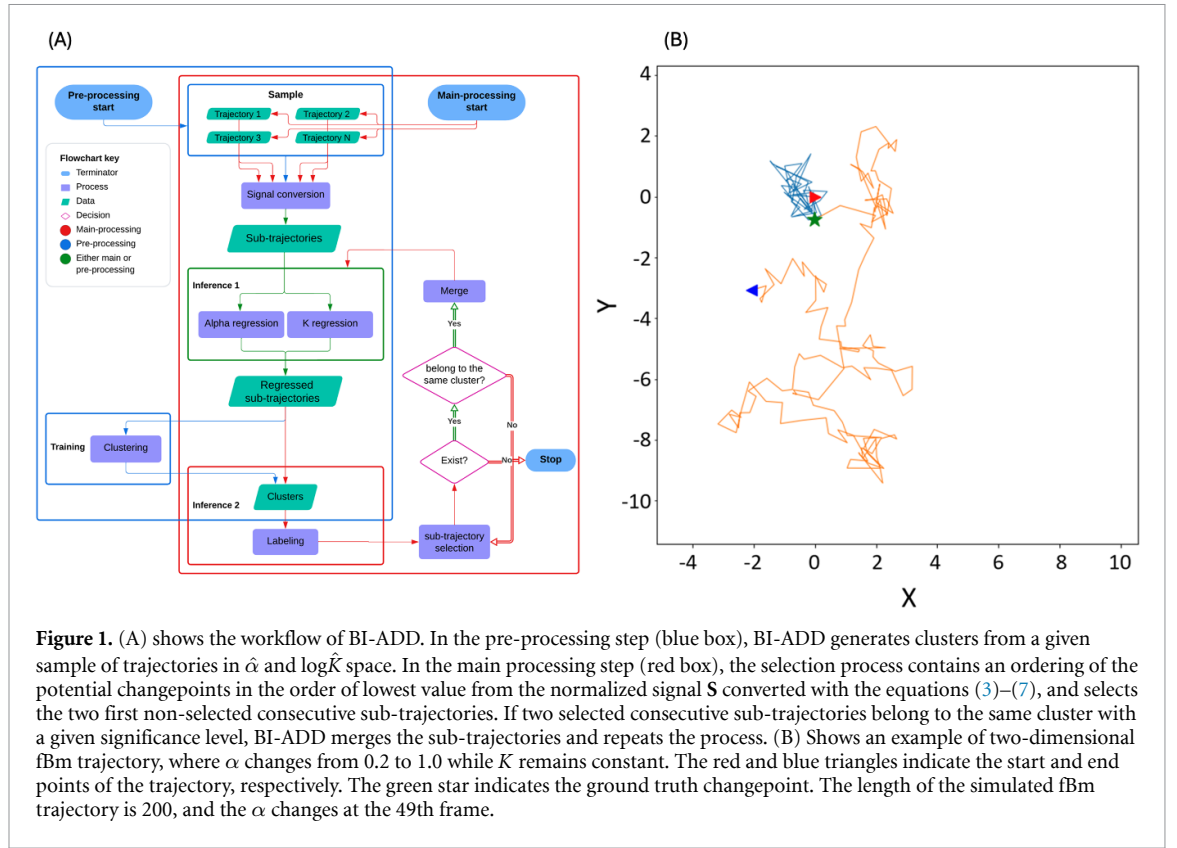 (A)
Pre-processing
start
Sample
Trajectory 1
Trajectory 2
Trajectory 3
Trajectory N
Main-processing
start
Flowchart key
Terminator
Process
Data
Decision
Main-processing
Pre-processing
Either main or
pre-processing
Signal conversion
Sub-trajectories
Inference 1
Alpha regression
K regression
Regressed
sub-trajectories
Training
Clustering
Inference 2
Clusters
Labeling
Merge
Yes
belong to the
same cluster?
Yes
No
Exist?
No
Stop
sub-trajectory
selection
(B)
4
2
0
-2
-4
-6
-8
-10
Y
-4
-2
0
2
4
6
8
10
X
Figure 1. (A) shows the workflow of BI-ADD. In the pre-processing step (blue box), BI-ADD generates clusters from a given
sample of trajectories in α̂ and logK̂ space. In the main processing step (red box), the selection process contains an ordering of the
potential changepoints in the order of lowest value from the normalized signal S converted with the equations (3)–(7), and selects
the two first non-selected consecutive sub-trajectories. If two selected consecutive sub-trajectories belong to the same cluster with
a given significance level, BI-ADD merges the sub-trajectories and repeats the process. (B) Shows an example of two-dimensional
fBm trajectory, where α changes from 0.2 to 1.0 while K remains constant. The red and blue triangles indicate the start and end
points of the trajectory, respectively. The green star indicates the ground truth changepoint. The length of the simulated fBm
trajectory is 200, and the α changes at the 49th frame.